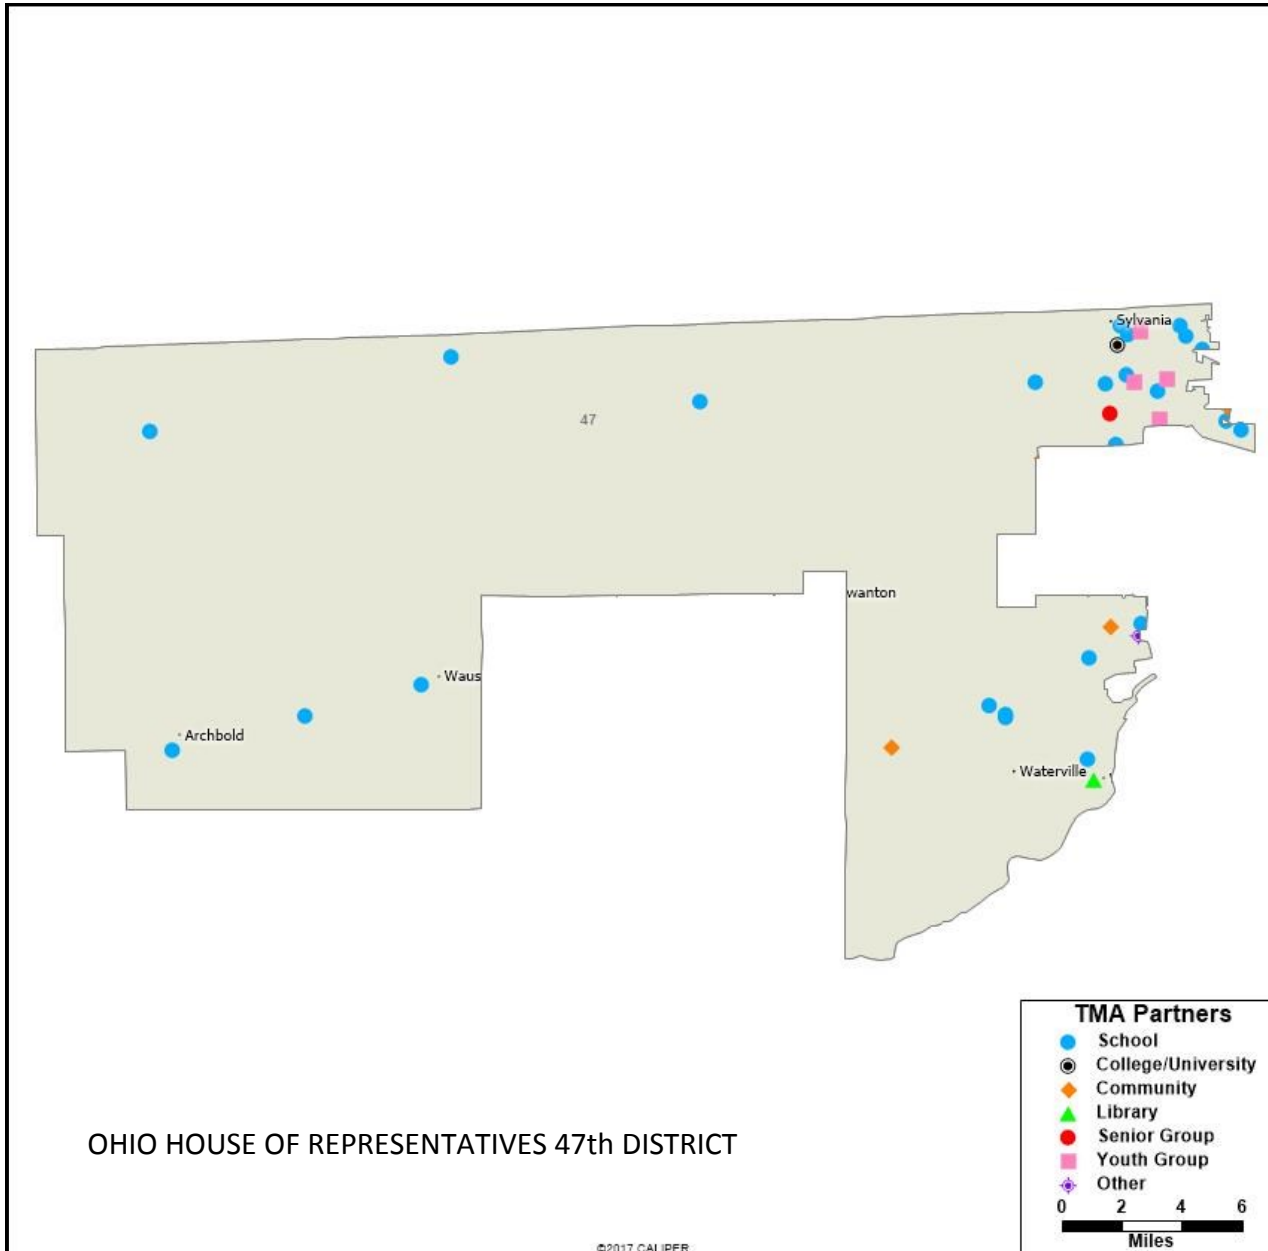 Sylvania
47
wanton
Waus
Archbold
Waterville
TMA Partners
School
College/University
Community
Library
Senior Group
Youth Group
Other
0 2 4 6
Miles
OHIO HOUSE OF REPRESENTATIVES 47th DISTRICT
©2017 CALIPER